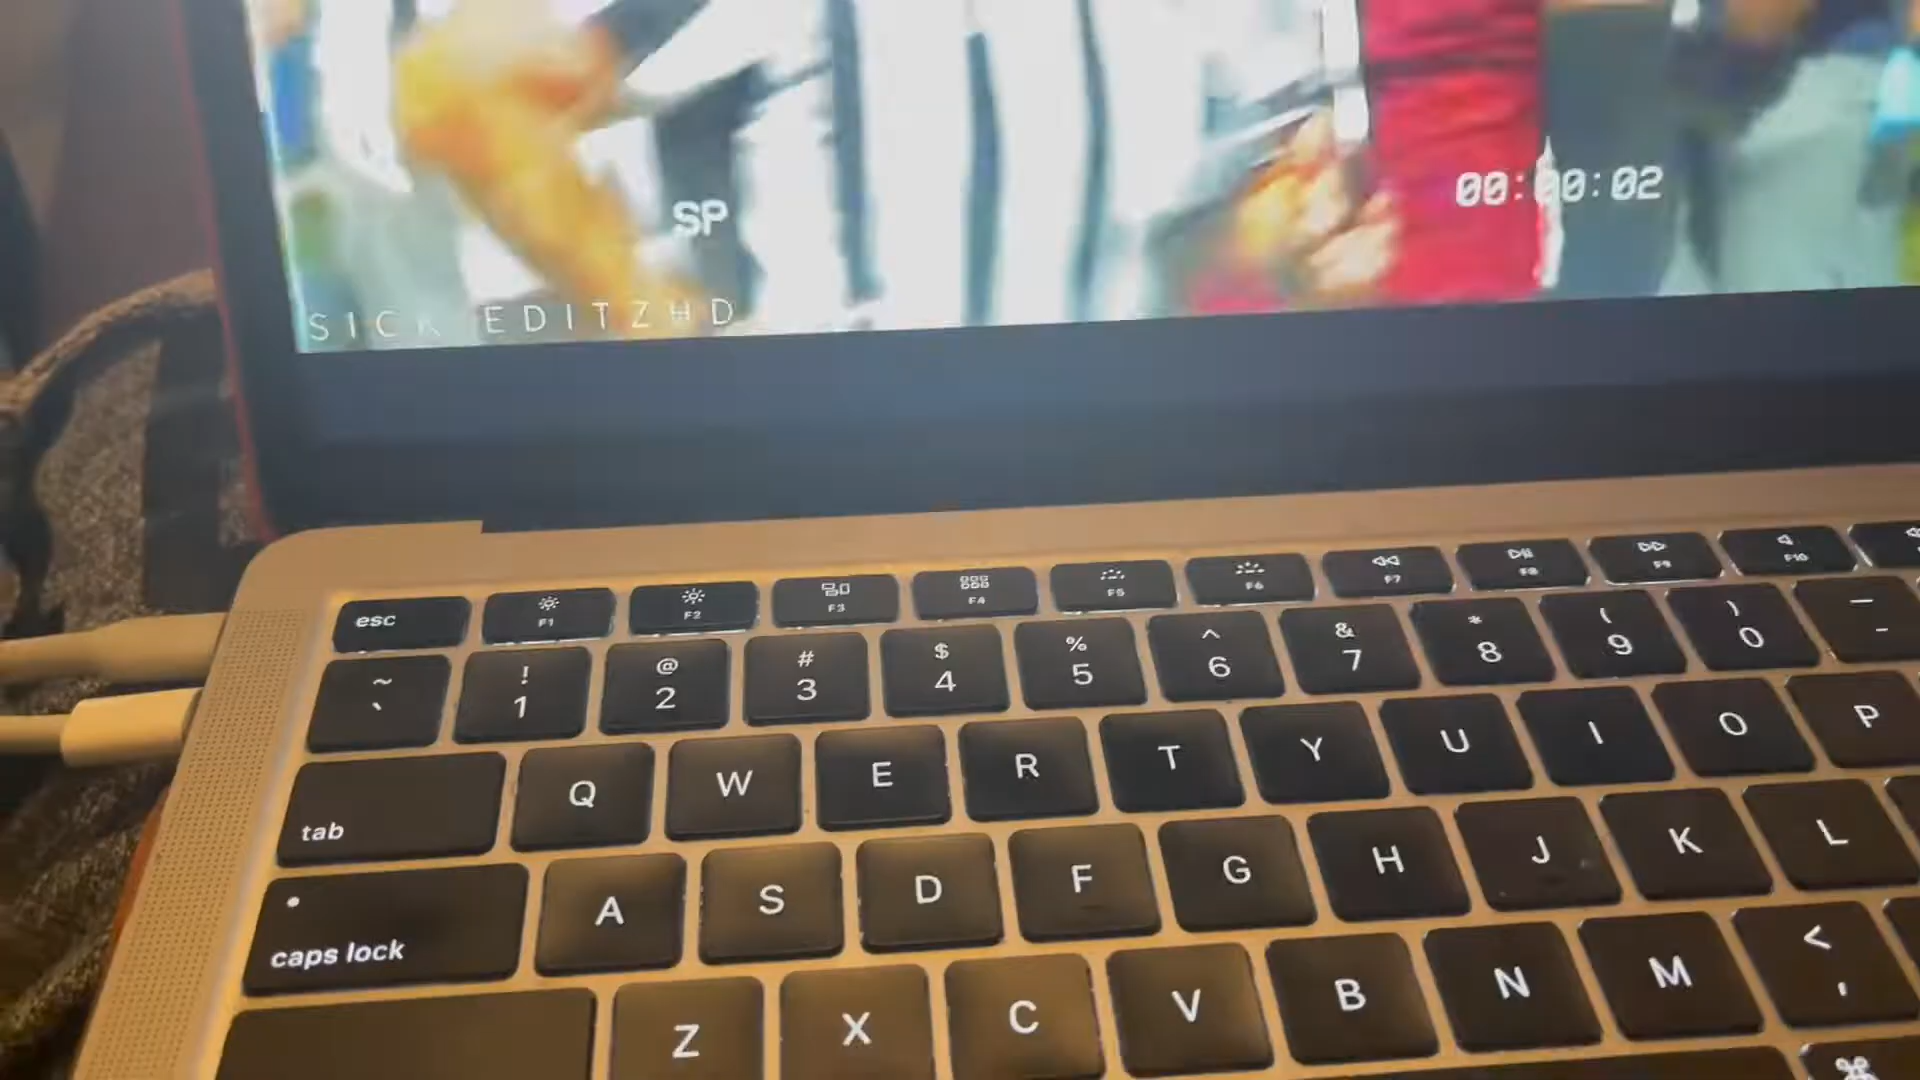 SP
00:00:02
SICK EDITZHD
esc F1 F2 F3 F4 F5 F6 F7 F8 F9 F10
~ ! @ # $ % ^ & * ( ) —
` 1 2 3 4 5 6 7 8 9 0 -
tab Q W E R T Y U I O P
caps lock A S D F G H J K L
Z X C V B N M < ,
⌘